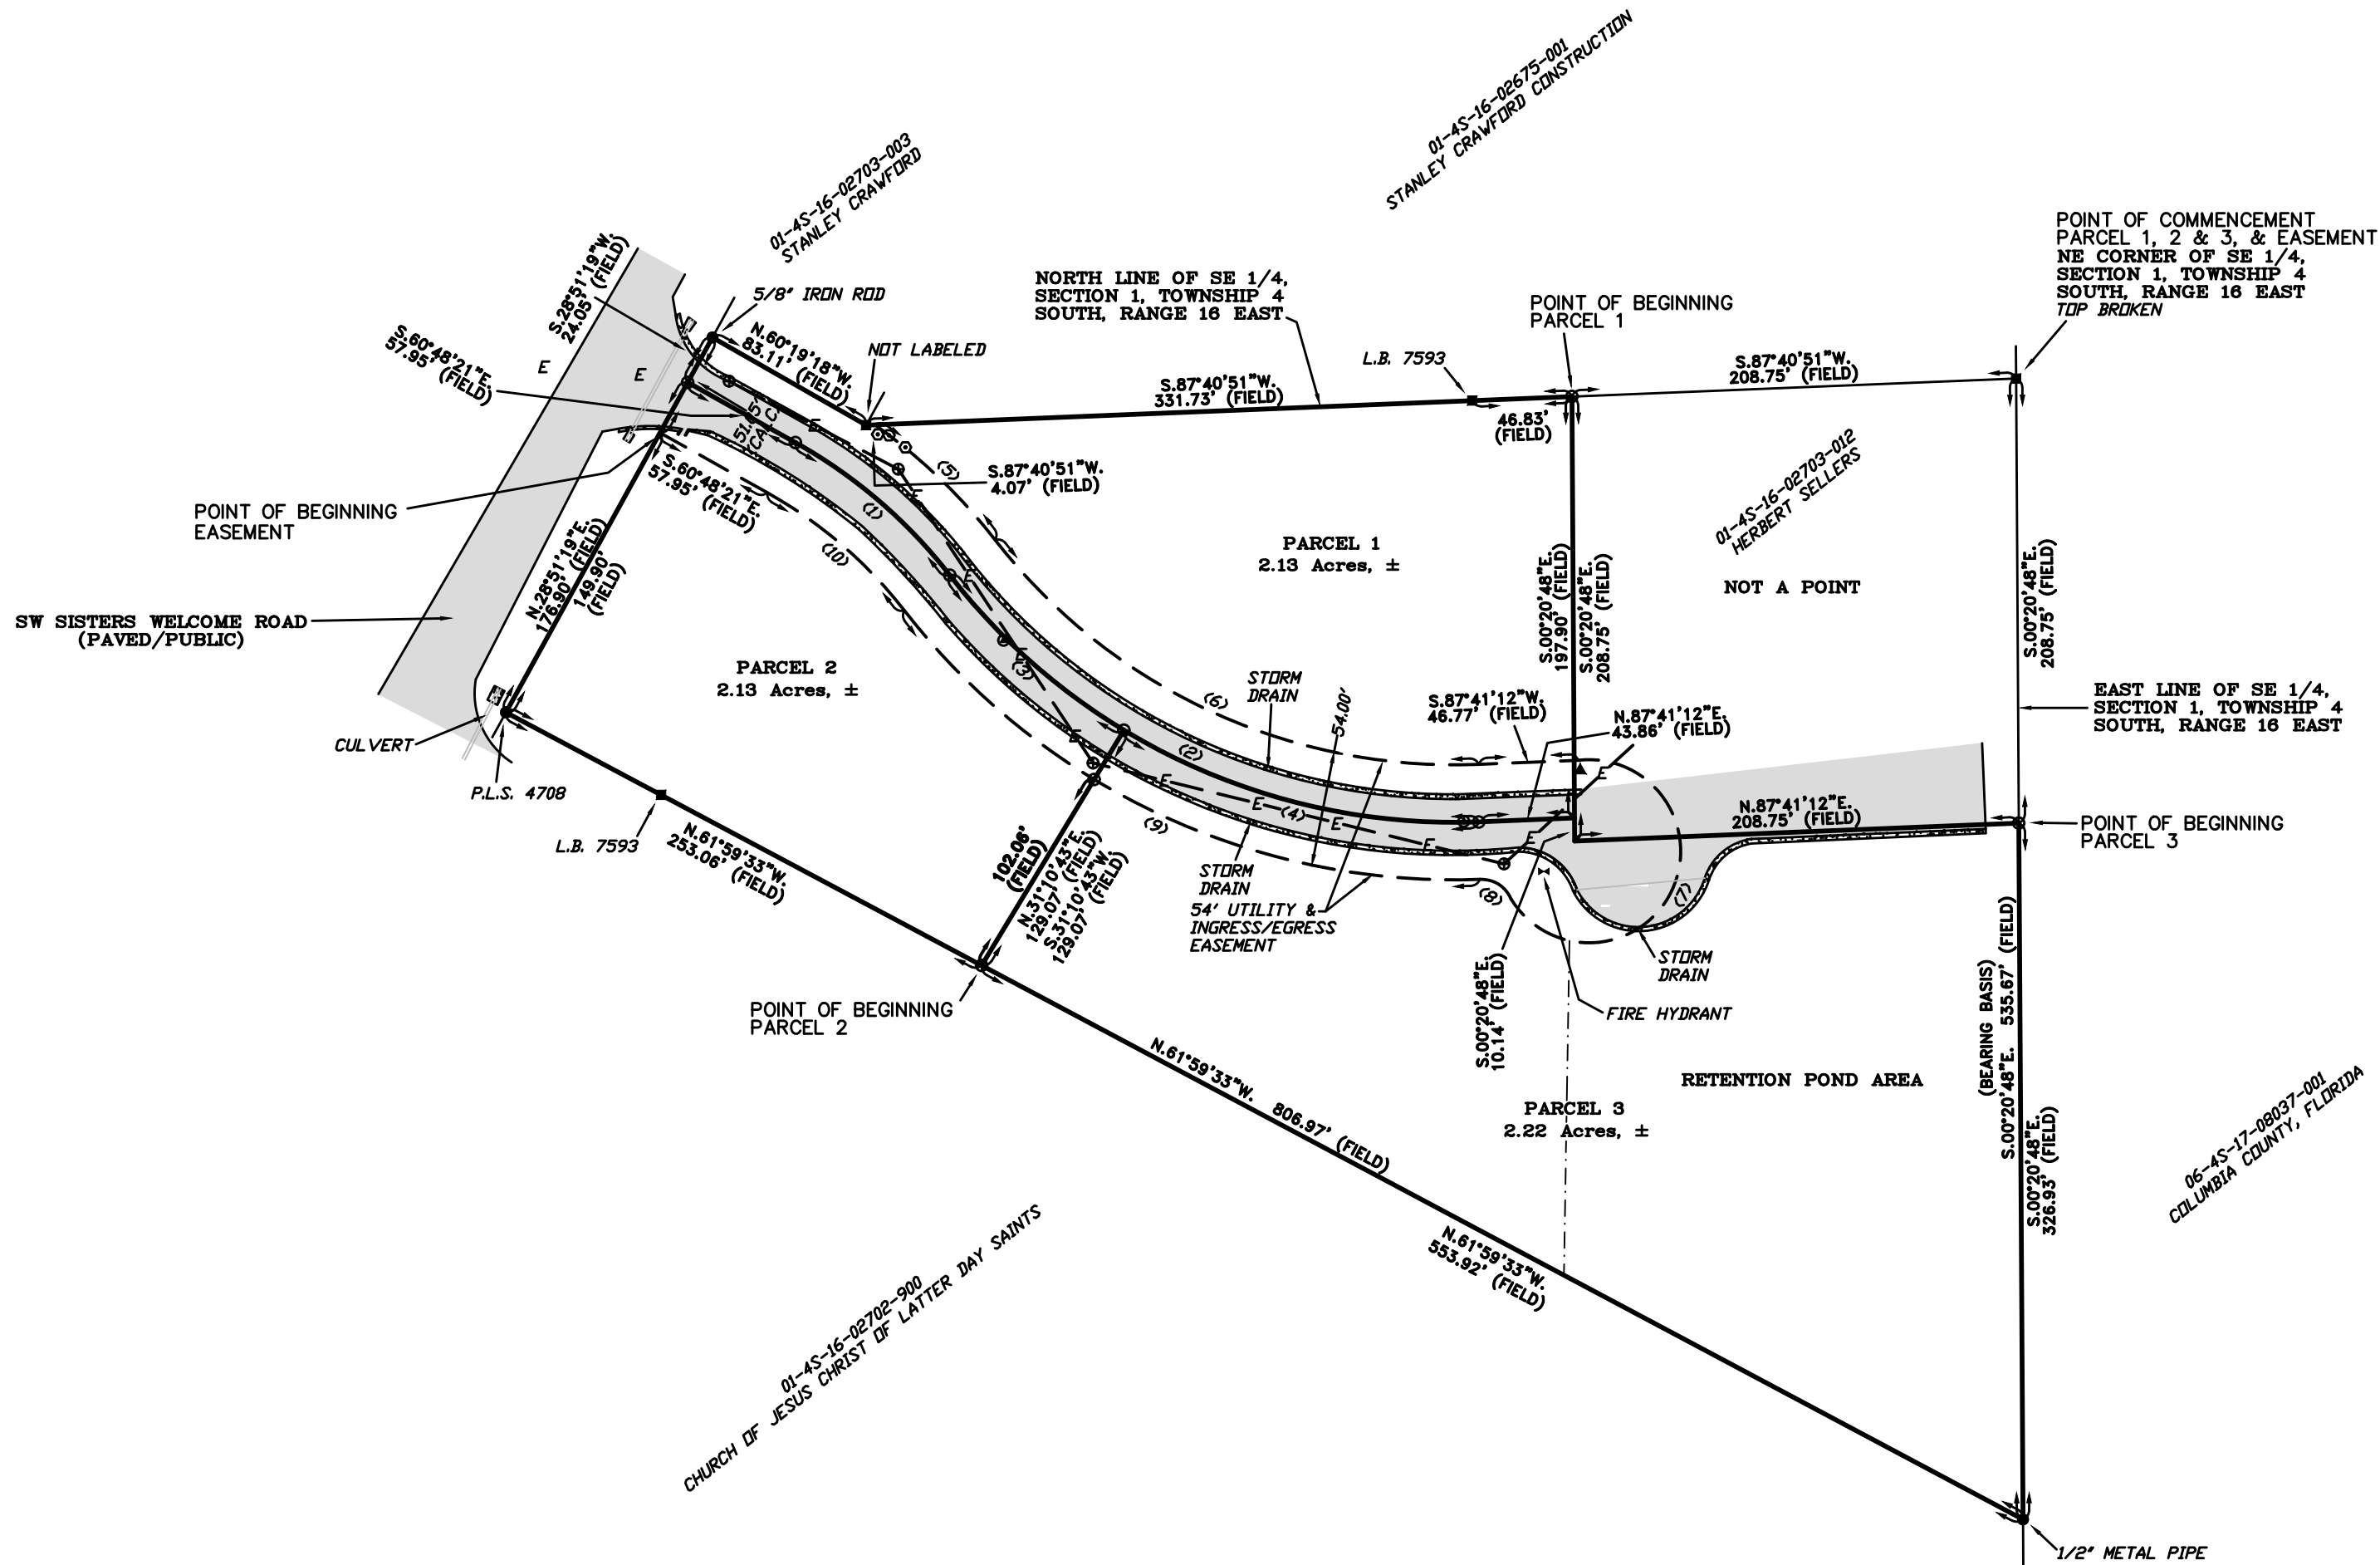 01-4S-16-02675-001
STANLEY CRAWFORD CONSTRUCTION
01-4S-16-02703-003
STANLEY CRAWFORD
POINT OF COMMENCEMENT
PARCEL 1, 2 & 3, & EASEMENT
NE CORNER OF SE 1/4,
SECTION 1, TOWNSHIP 4
SOUTH, RANGE 16 EAST
TOP BROKEN
S.28°51'19"W.
24.05' (FIELD)
5/8" IRON ROD
NORTH LINE OF SE 1/4,
SECTION 1, TOWNSHIP 4
SOUTH, RANGE 16 EAST
POINT OF BEGINNING
PARCEL 1
S.60°48'21"E.
57.95' (FIELD)
N.60°19'18"W.
83.11' (FIELD)
NOT LABELED
L.B. 7593
S.87°40'51"W.
331.73' (FIELD)
S.87°40'51"W.
208.75' (FIELD)
46.83'
(FIELD)
E
E
E
S.60°48'21"E.
57.95' (FIELD)
S.87°40'51"W.
4.07' (FIELD)
(5)
(1)
(10)
E
E
01-4S-16-02703-012
HERBERT SELLERS
NOT A POINT
POINT OF BEGINNING
EASEMENT
N.28°51'19"E.
176.90' (FIELD)
149.90'
(FIELD)
PARCEL 1
2.13 Acres, ±
S.00°20'48"E.
197.90' (FIELD)
S.00°20'48"E.
208.75' (FIELD)
S.00°20'48"E.
208.75' (FIELD)
SW SISTERS WELCOME ROAD
(PAVED/PUBLIC)
PARCEL 2
2.13 Acres, ±
E
(3)
(6)
STORM
DRAIN
54.00'
S.87°41'12"W.
46.77' (FIELD)
N.87°41'12"E.
43.86' (FIELD)
EAST LINE OF SE 1/4,
SECTION 1, TOWNSHIP 4
SOUTH, RANGE 16 EAST
CULVERT
P.L.S. 4708
L.B. 7593
E
(2)
E
E
(4)
E
E
E
E
N.87°41'12"E.
208.75' (FIELD)
POINT OF BEGINNING
PARCEL 3
N.61°59'33"W.
253.06' (FIELD)
(9)
102.06'
(FIELD)
N.31°10'43"E.
129.07' (FIELD)
S.31°10'43"W.
129.07' (FIELD)
STORM
DRAIN
54' UTILITY &
INGRESS/EGRESS
EASEMENT
(8)
(7)
STORM
DRAIN
FIRE HYDRANT
S.00°20'48"E.
10.14' (FIELD)
POINT OF BEGINNING
PARCEL 2
RETENTION POND AREA
PARCEL 3
2.22 Acres, ±
(BEARING BASIS)
S.00°20'48"E. 535.67' (FIELD)
S.00°20'48"E.
326.93' (FIELD)
N.61°59'33"W. 806.97' (FIELD)
N.61°59'33"W.
553.92' (FIELD)
06-4S-17-08037-001
COLUMBIA COUNTY, FLORIDA
01-4S-16-02702-900
CHURCH OF JESUS CHRIST OF LATTER DAY SAINTS
1/2" METAL PIPE